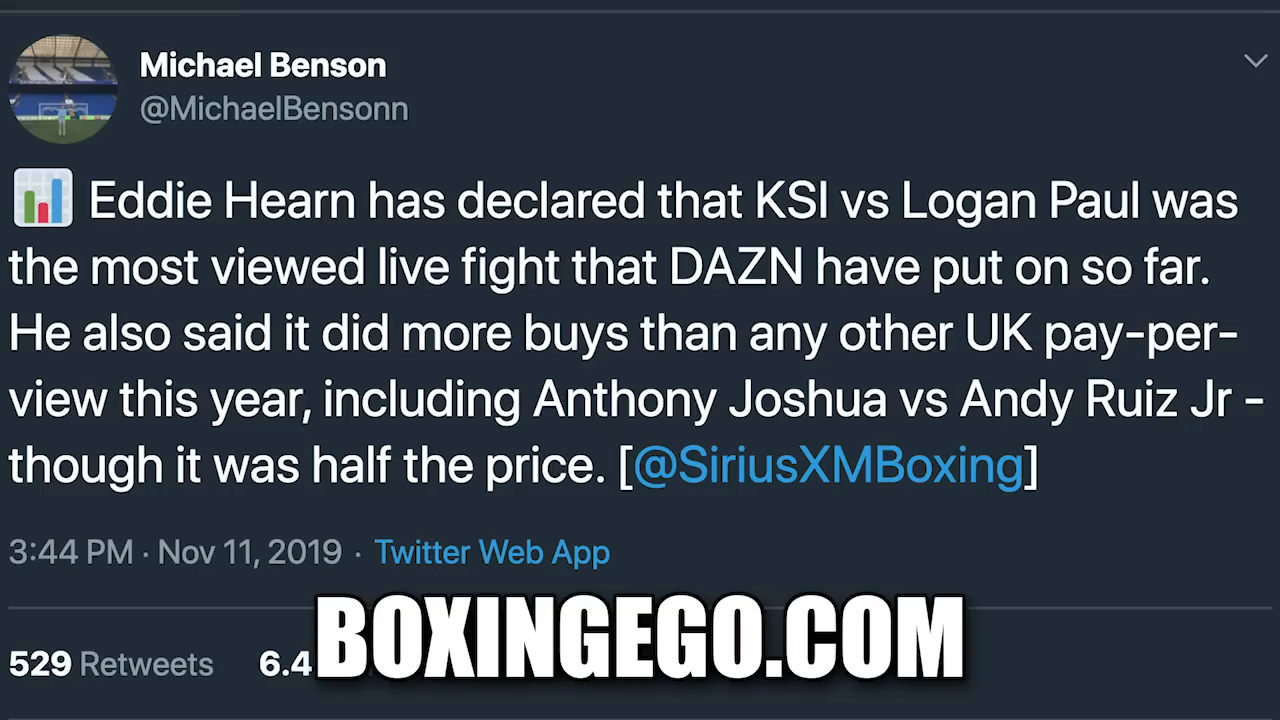 Michael Benson
@MichaelBensonn
Eddie Hearn has declared that KSI vs Logan Paul was
the most viewed live fight that DAZN have put on so far.
He also said it did more buys than any other UK pay-per-
view this year, including Anthony Joshua vs Andy Ruiz Jr -
though it was half the price. [@SiriusXMBoxing]
3:44 PM · Nov 11, 2019 · Twitter Web App
529 Retweets 6.4
BOXINGEGO.COM